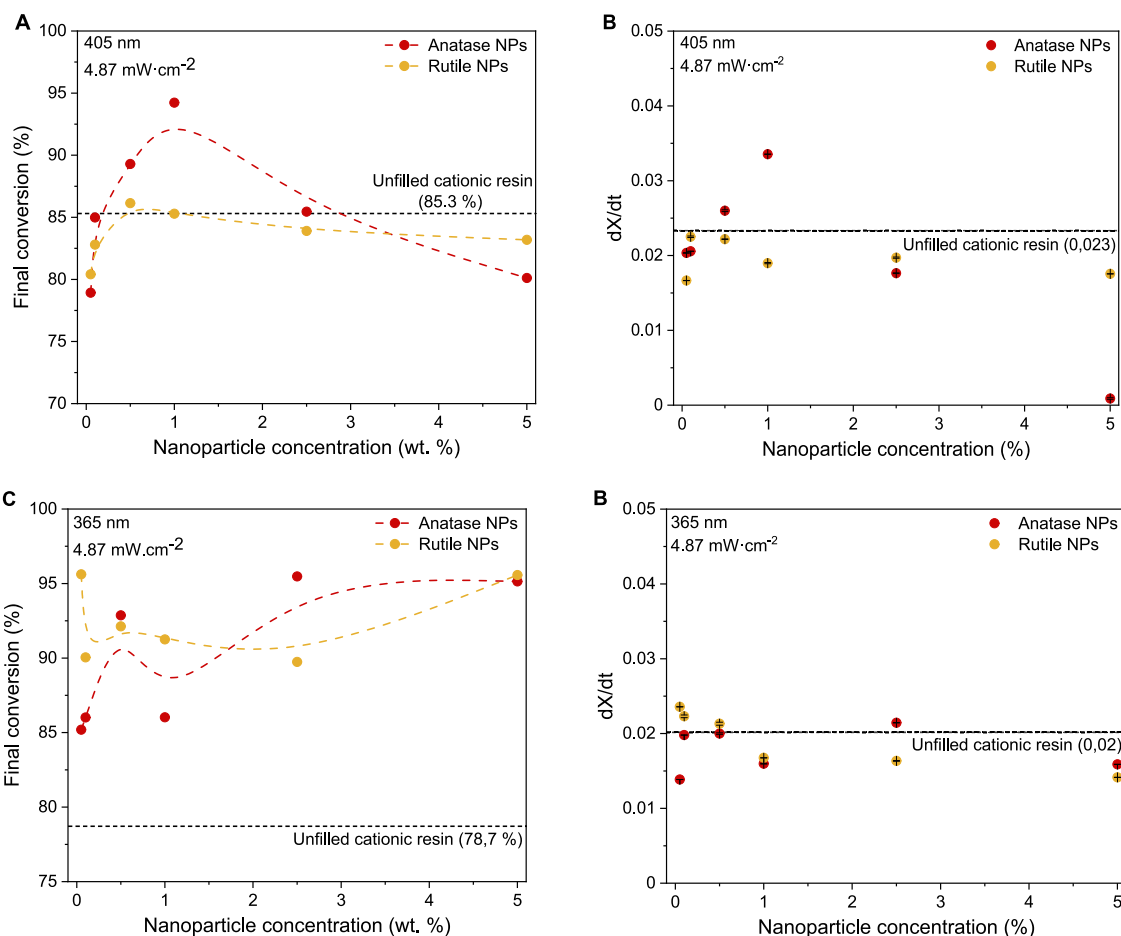 A
405 nm
4.87 mW·cm-2
Anatase NPs
Rutile NPs
Unfilled cationic resin
(85.3 %)
Final conversion (%)
100
95
90
85
80
75
70
0
1
2
3
4
5
Nanoparticle concentration (wt. %)
B
405 nm
4.87 mW·cm-2
Anatase NPs
Rutile NPs
Unfilled cationic resin (0,023)
dX/dt
0.05
0.04
0.03
0.02
0.01
0
0
1
2
3
4
5
Nanoparticle concentration (%)
C
365 nm
4.87 mW.cm-2
Anatase NPs
Rutile NPs
Unfilled cationic resin (78,7 %)
Final conversion (%)
100
95
90
85
80
75
0
1
2
3
4
5
Nanoparticle concentration (wt. %)
B
365 nm
4.87 mW·cm-2
Anatase NPs
Rutile NPs
Unfilled cationic resin (0,02)
dX/dt
0.05
0.04
0.03
0.02
0.01
0
0
1
2
3
4
5
Nanoparticle concentration (%)